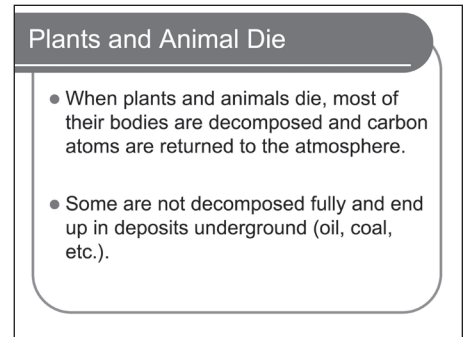 Plants and Animal Die
● When plants and animals die, most of
their bodies are decomposed and carbon
atoms are returned to the atmosphere.
● Some are not decomposed fully and end
up in deposits underground (oil, coal,
etc.).